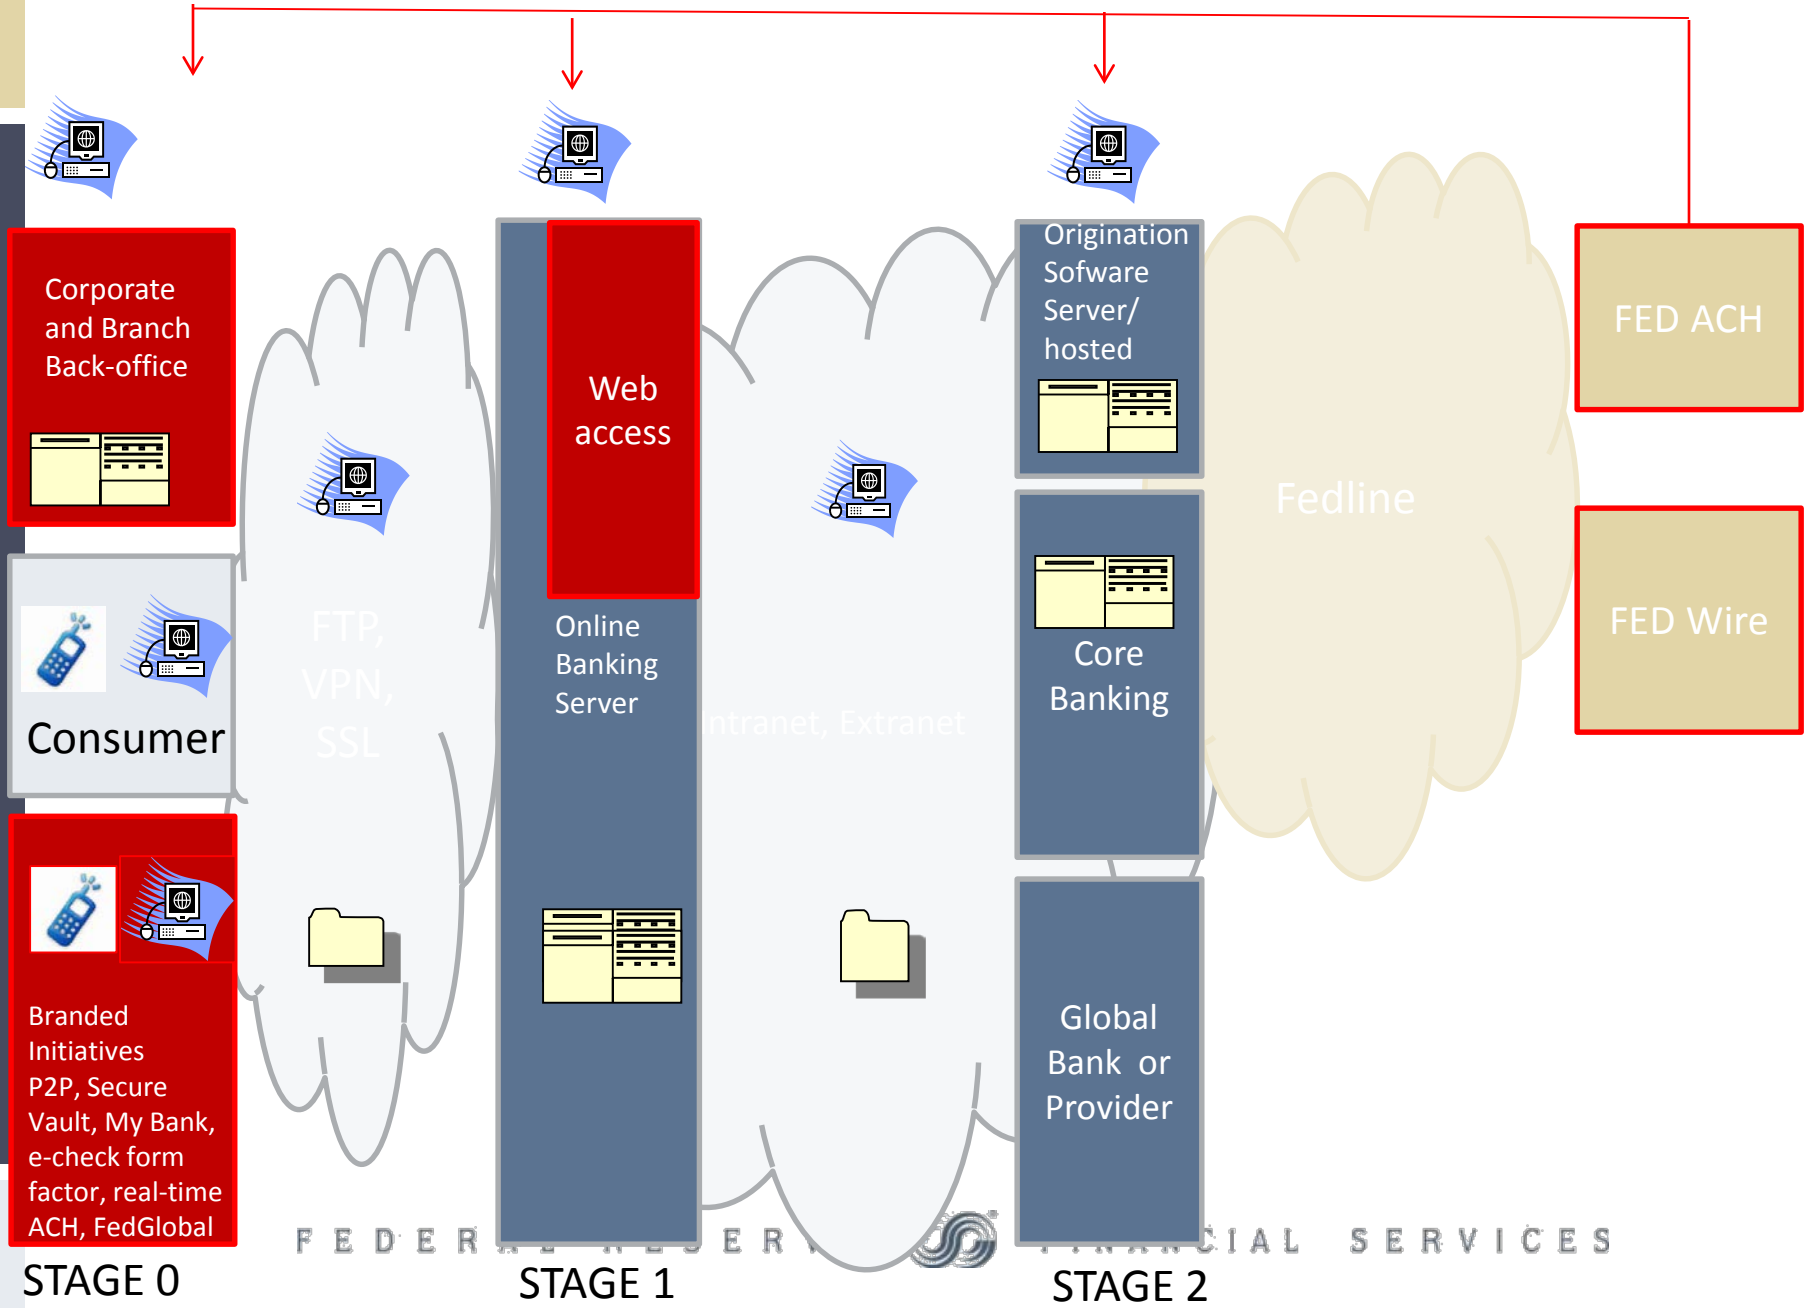 Corporate
and Branch
Back-office
Consumer
Branded
Initiatives
P2P, Secure
Vault, My Bank,
e-check form
factor, real-time
ACH, FedGlobal
STAGE 0
FTP,
VPN,
SSL
Web
access
Online
Banking
Server
STAGE 1
Intranet, Extranet
Origination
Sofware
Server/
hosted
Core
Banking
Global
Bank or
Provider
STAGE 2
Fedline
FED ACH
FED Wire
SERVICES